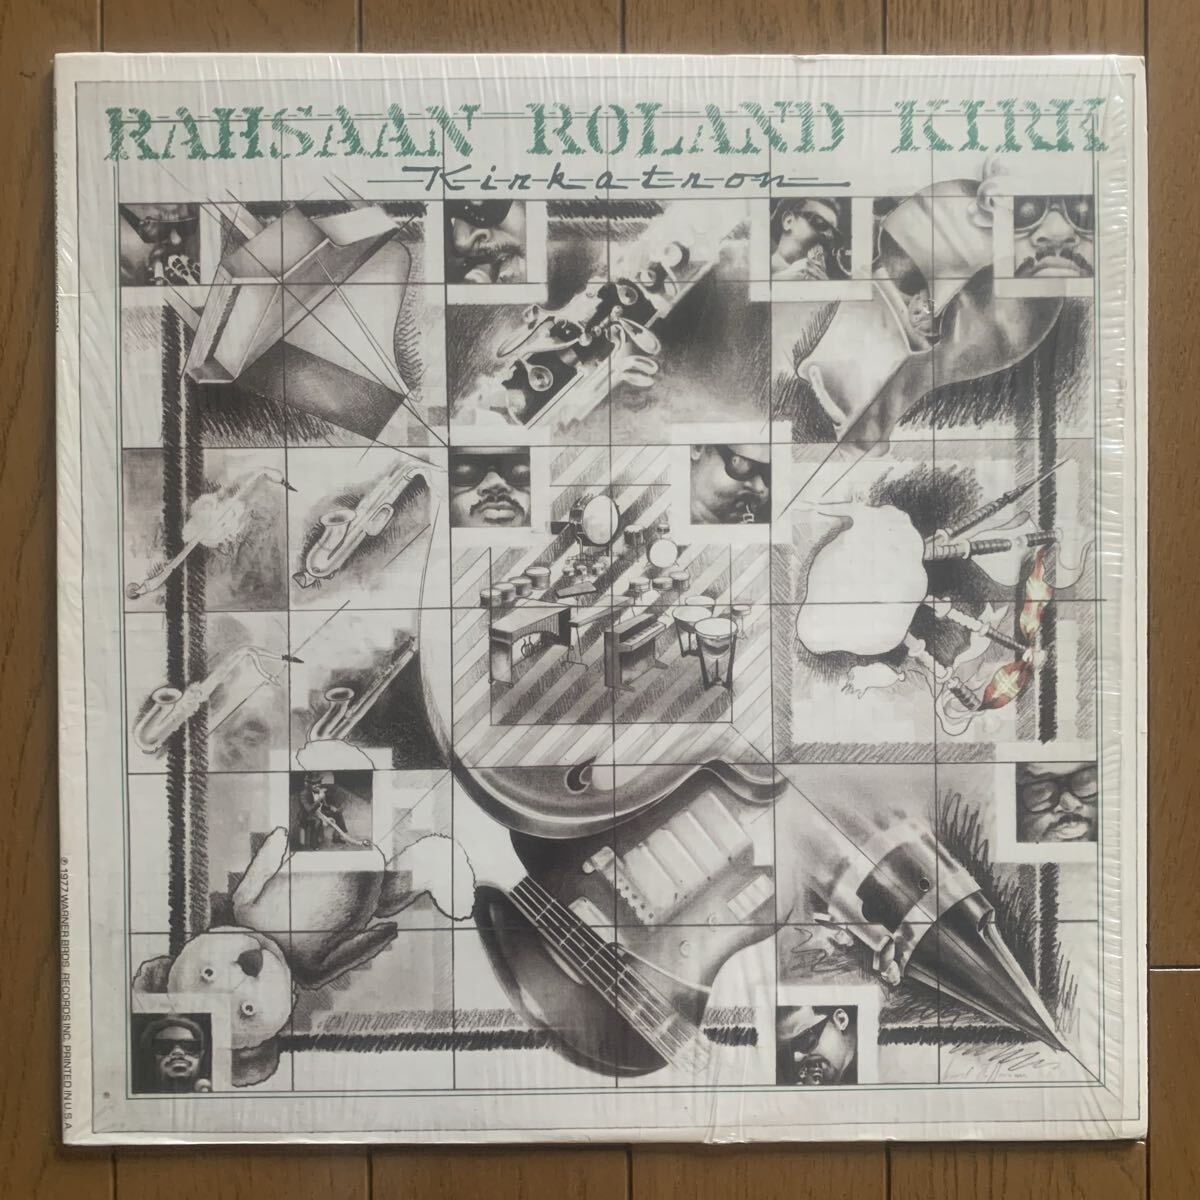 RAHSAAN ROLAND KIRK
Kirkatron
℗ 1977 WARNER BROS. RECORDS INC. PRINTED IN U.S.A.